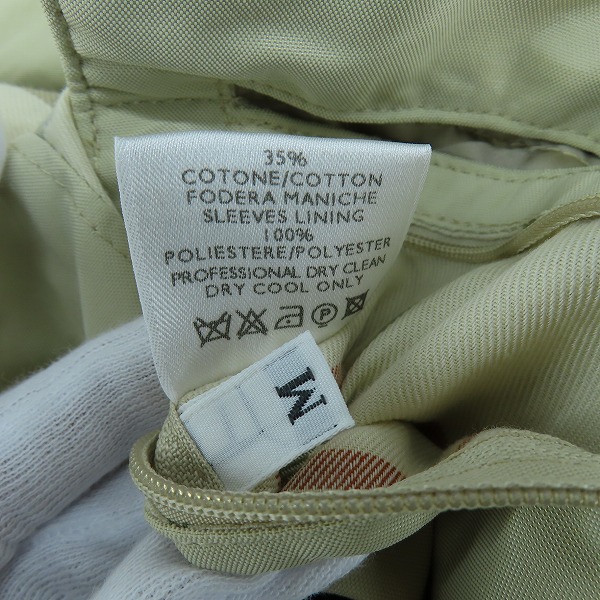 35%
COTONE/COTTON
FODERA MANICHE
SLEEVES LINING
100%
POLIESTERE/POLYESTER
PROFESSIONAL DRY CLEAN
DRY COOL ONLY
P
M